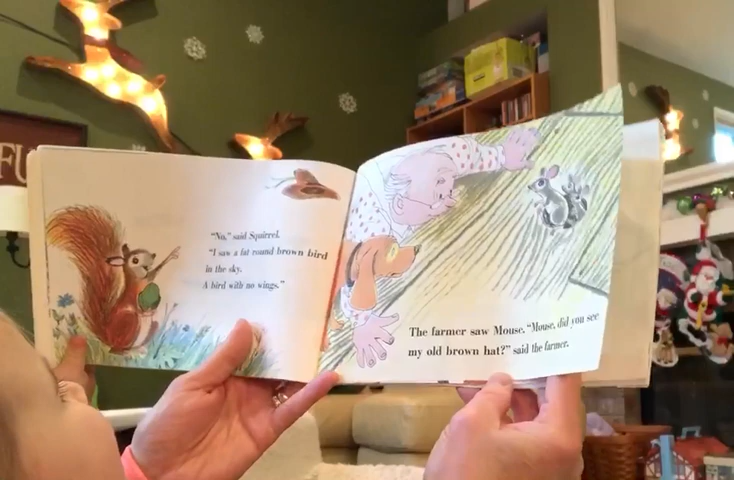 FU
"No," said Squirrel.
"I saw a fat round brown bird
in the sky.
A bird with no wings."
The farmer saw Mouse. "Mouse, did you see
my old brown hat?" said the farmer.